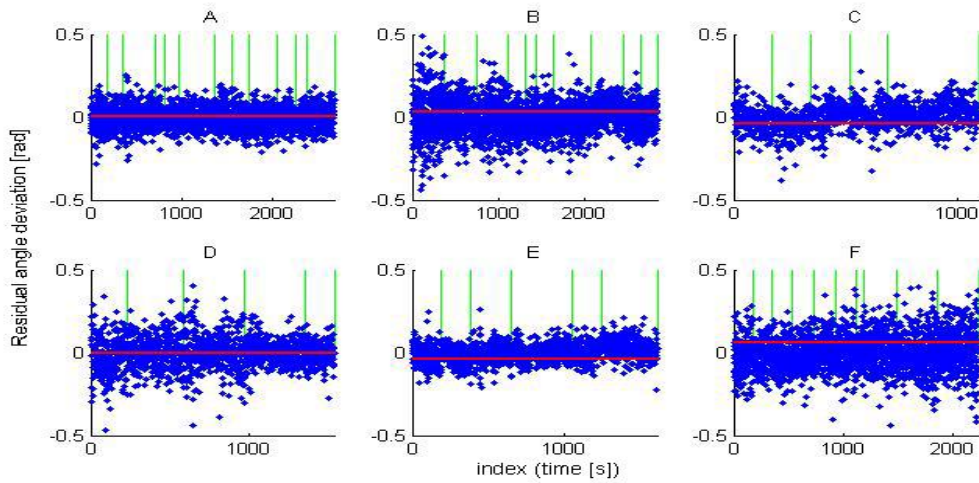 A B C
0.5 0.5 0.5
0 0 0
-0.5 -0.5 -0.5
0 1000 2000 0 1000 2000 0 1000
Residual angle deviation [rad]
D E F
0.5 0.5 0.5
0 0 0
-0.5 -0.5 -0.5
0 1000 0 1000 0 1000 2000
index (time [s])